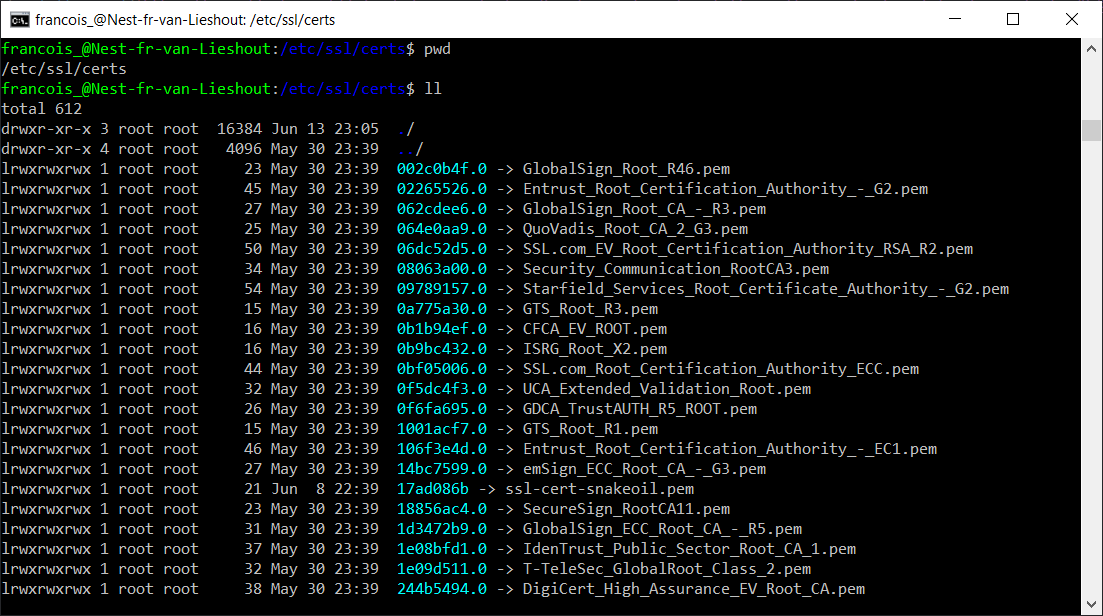 francois_@Nest-fr-van-Lieshout: /etc/ssl/certs
francois_@Nest-fr-van-Lieshout:/etc/ssl/certs$ pwd
/etc/ssl/certs
francois_@Nest-fr-van-Lieshout:/etc/ssl/certs$ ll
total 612
drwxr-xr-x 3 root root  16384 Jun 13 23:05  ./
drwxr-xr-x 4 root root   4096 May 30 23:39  ../
lrwxrwxrwx 1 root root     23 May 30 23:39  002c0b4f.0 -> GlobalSign_Root_R46.pem
lrwxrwxrwx 1 root root     45 May 30 23:39  02265526.0 -> Entrust_Root_Certification_Authority_-_G2.pem
lrwxrwxrwx 1 root root     27 May 30 23:39  062cdee6.0 -> GlobalSign_Root_CA_-_R3.pem
lrwxrwxrwx 1 root root     25 May 30 23:39  064e0aa9.0 -> QuoVadis_Root_CA_2_G3.pem
lrwxrwxrwx 1 root root     50 May 30 23:39  06dc52d5.0 -> SSL.com_EV_Root_Certification_Authority_RSA_R2.pem
lrwxrwxrwx 1 root root     34 May 30 23:39  08063a00.0 -> Security_Communication_RootCA3.pem
lrwxrwxrwx 1 root root     54 May 30 23:39  09789157.0 -> Starfield_Services_Root_Certificate_Authority_-_G2.pem
lrwxrwxrwx 1 root root     15 May 30 23:39  0a775a30.0 -> GTS_Root_R3.pem
lrwxrwxrwx 1 root root     16 May 30 23:39  0b1b94ef.0 -> CFCA_EV_ROOT.pem
lrwxrwxrwx 1 root root     16 May 30 23:39  0b9bc432.0 -> ISRG_Root_X2.pem
lrwxrwxrwx 1 root root     44 May 30 23:39  0bf05006.0 -> SSL.com_Root_Certification_Authority_ECC.pem
lrwxrwxrwx 1 root root     32 May 30 23:39  0f5dc4f3.0 -> UCA_Extended_Validation_Root.pem
lrwxrwxrwx 1 root root     26 May 30 23:39  0f6fa695.0 -> GDCA_TrustAUTH_R5_ROOT.pem
lrwxrwxrwx 1 root root     15 May 30 23:39  1001acf7.0 -> GTS_Root_R1.pem
lrwxrwxrwx 1 root root     46 May 30 23:39  106f3e4d.0 -> Entrust_Root_Certification_Authority_-_EC1.pem
lrwxrwxrwx 1 root root     27 May 30 23:39  14bc7599.0 -> emSign_ECC_Root_CA_-_G3.pem
lrwxrwxrwx 1 root root     21 Jun  8 22:39  17ad086b -> ssl-cert-snakeoil.pem
lrwxrwxrwx 1 root root     23 May 30 23:39  18856ac4.0 -> SecureSign_RootCA11.pem
lrwxrwxrwx 1 root root     31 May 30 23:39  1d3472b9.0 -> GlobalSign_ECC_Root_CA_-_R5.pem
lrwxrwxrwx 1 root root     37 May 30 23:39  1e08bfd1.0 -> IdenTrust_Public_Sector_Root_CA_1.pem
lrwxrwxrwx 1 root root     32 May 30 23:39  1e09d511.0 -> T-TeleSec_GlobalRoot_Class_2.pem
lrwxrwxrwx 1 root root     38 May 30 23:39  244b5494.0 -> DigiCert_High_Assurance_EV_Root_CA.pem